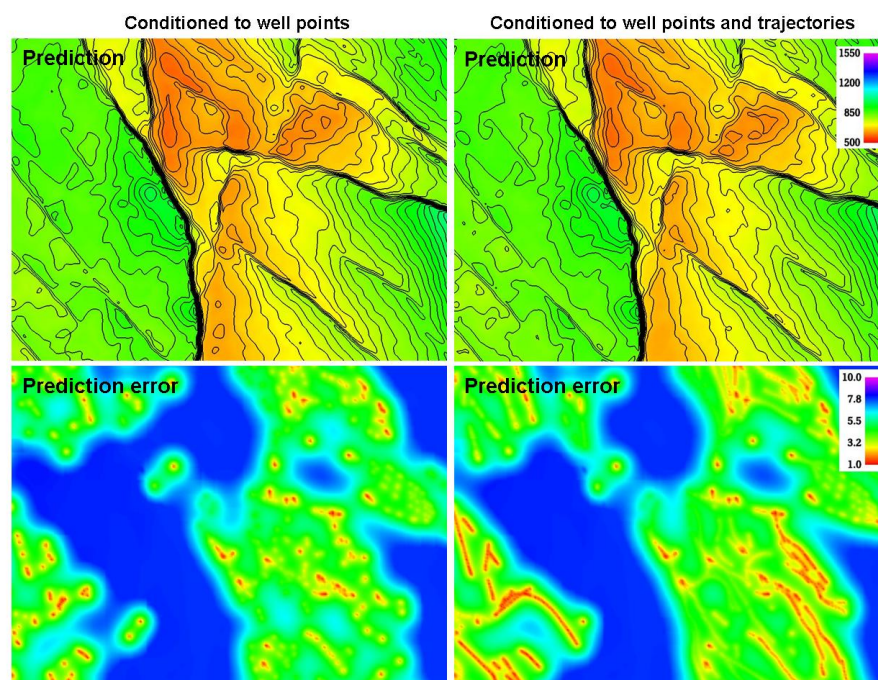 Conditioned to well points
Conditioned to well points and trajectories
Prediction
Prediction
1550
1200
850
500
Prediction error
Prediction error
10.0
7.8
5.5
3.2
1.0